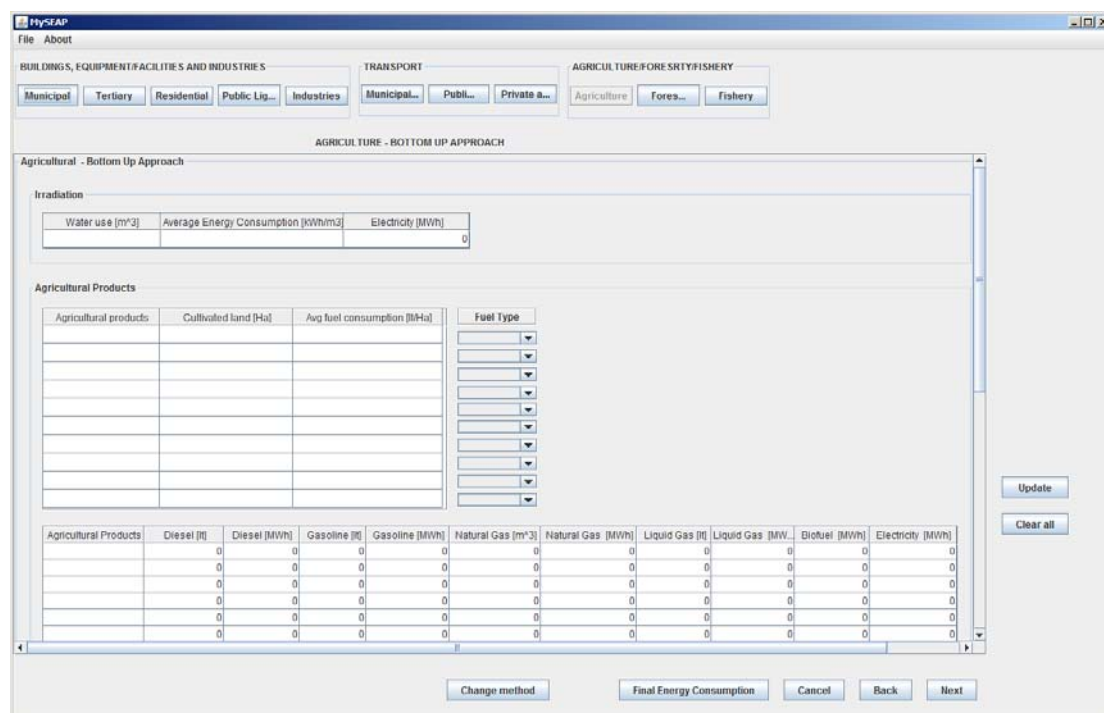 MySEAP
File About
BUILDINGS, EQUIPMENT/FACILITIES AND INDUSTRIES TRANSPORT AGRICULTURE/FORESRTY/FISHERY
Municipal Tertiary Residential Public Lig... Industries Municipal... Publi... Private a... Agriculture Fores... Fishery
AGRICULTURE - BOTTOM UP APPROACH
Agricultural - Bottom Up Approach
Irradiation
Water use [m^3] Average Energy Consumption [kWh/m3] Electricity [MWh]
0
Agricultural Products
Agricultural products Cultivated land [Ha] Avg fuel consumption [lt/Ha] Fuel Type
Update
Clear all
Agricultural Products Diesel [lt] Diesel [MWh] Gasoline [lt] Gasoline [MWh] Natural Gas [m^3] Natural Gas [MWh] Liquid Gas [lt] Liquid Gas [MW... Biofuel [MWh] Electricity [MWh]
0 0 0 0 0 0 0 0 0 0
0 0 0 0 0 0 0 0 0 0
0 0 0 0 0 0 0 0 0 0
0 0 0 0 0 0 0 0 0 0
0 0 0 0 0 0 0 0 0 0
0 0 0 0 0 0 0 0 0 0
Change method Final Energy Consumption Cancel Back Next